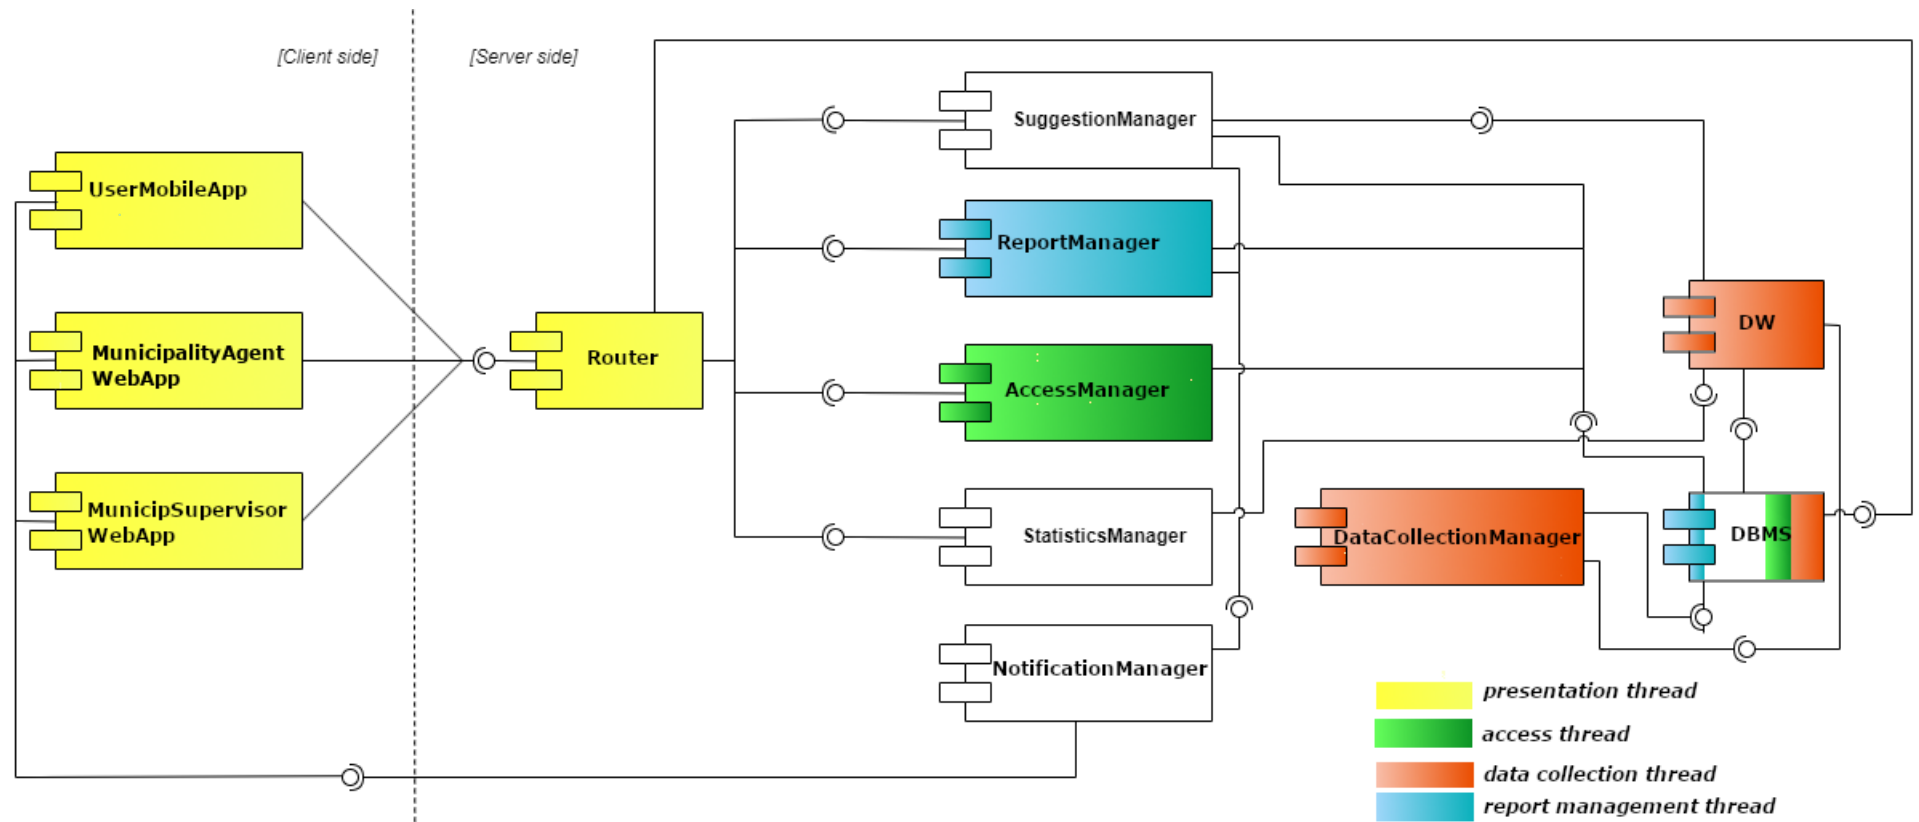 [Client side]
[Server side]
SuggestionManager
UserMobileApp
ReportManager
DW
MunicipalityAgent
WebApp
Router
AccessManager
MunicipSupervisor
WebApp
StatisticsManager
DataCollectionManager
DBMS
NotificationManager
presentation thread
access thread
data collection thread
report management thread